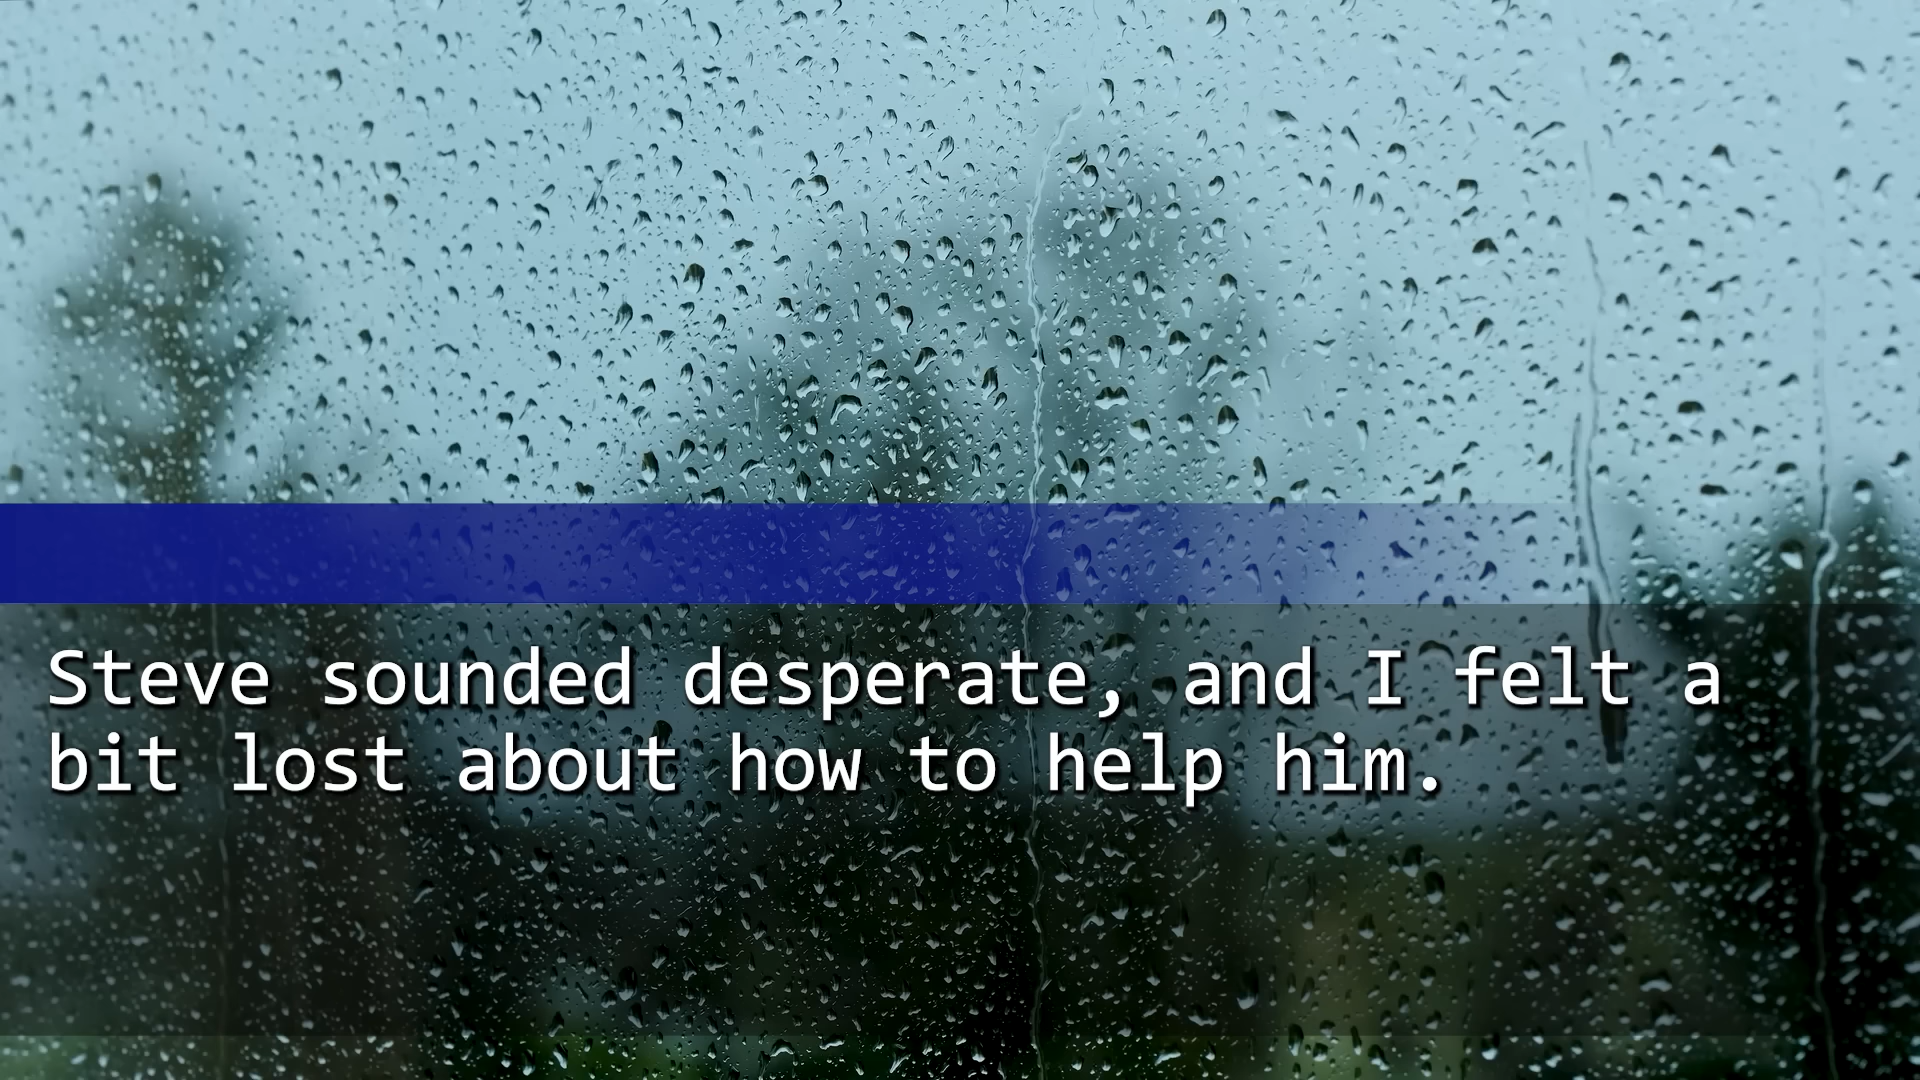 Steve sounded desperate, and I felt a
bit lost about how to help him.